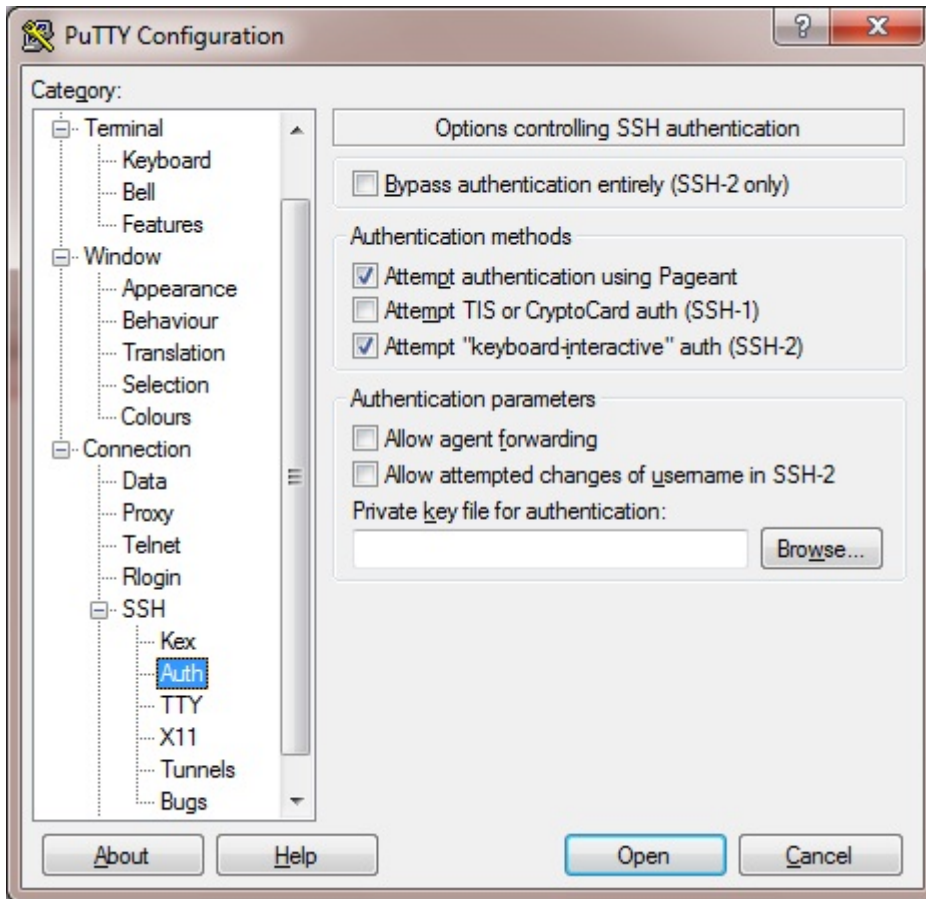 PuTTY Configuration
Category:
Terminal
Keyboard
Bell
Features
Window
Appearance
Behaviour
Translation
Selection
Colours
Connection
Data
Proxy
Telnet
Rlogin
SSH
Kex
Auth
TTY
X11
Tunnels
Bugs
Options controlling SSH authentication
Bypass authentication entirely (SSH-2 only)
Authentication methods
Attempt authentication using Pageant
Attempt TIS or CryptoCard auth (SSH-1)
Attempt "keyboard-interactive" auth (SSH-2)
Authentication parameters
Allow agent forwarding
Allow attempted changes of username in SSH-2
Private key file for authentication:
Browse...
About
Help
Open
Cancel